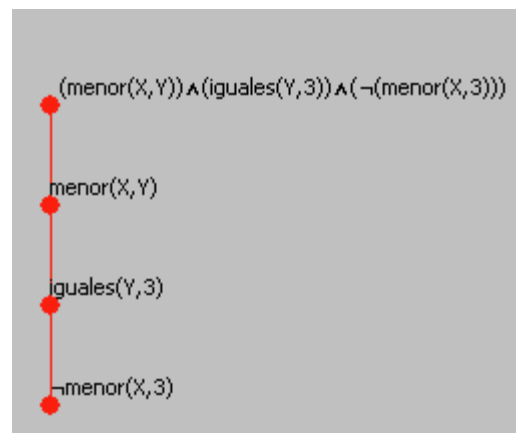 (menor(X,Y))∧(iguales(Y,3))∧(¬(menor(X,3)))
menor(X,Y)
iguales(Y,3)
¬menor(X,3)